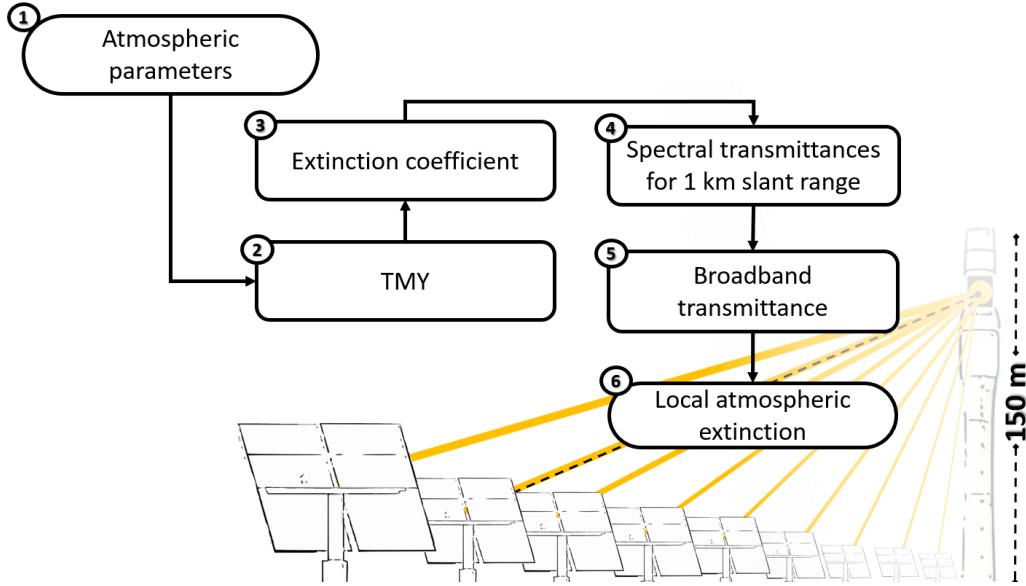 1
Atmospheric
parameters
2
TMY
3
Extinction coefficient
4
Spectral transmittances
for 1 km slant range
5
Broadband
transmittance
6
Local atmospheric
extinction
150 m